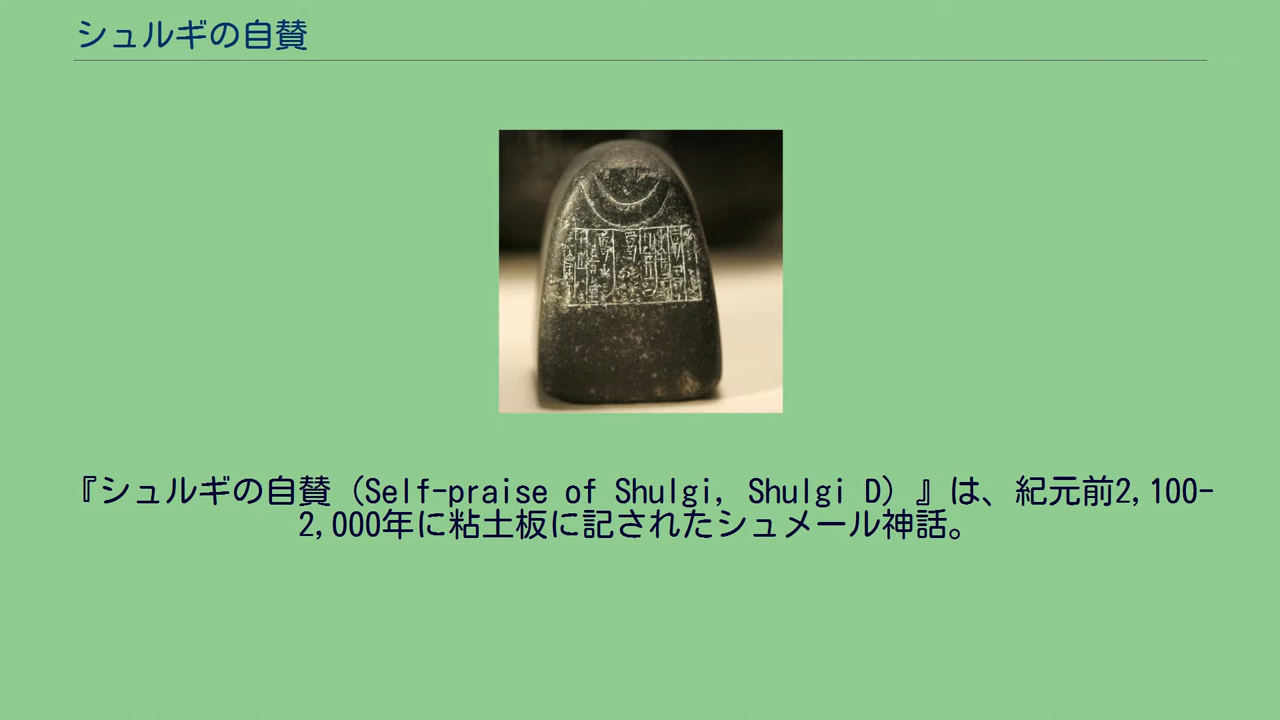 シュルギの自賛
『シュルギの自賛（Self-praise of Shulgi, Shulgi D）』は、紀元前2,100-
2,000年に粘土板に記されたシュメール神話。